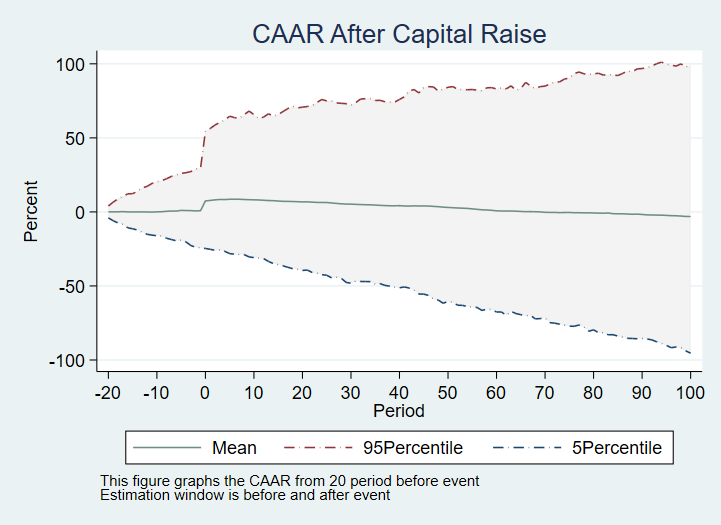 CAAR After Capital Raise
Percent
100
50
0
-50
-100
-20 -10 0 10 20 30 40 50 60 70 80 90 100
Period
Mean 95Percentile 5Percentile
This figure graphs the CAAR from 20 period before event
Estimation window is before and after event